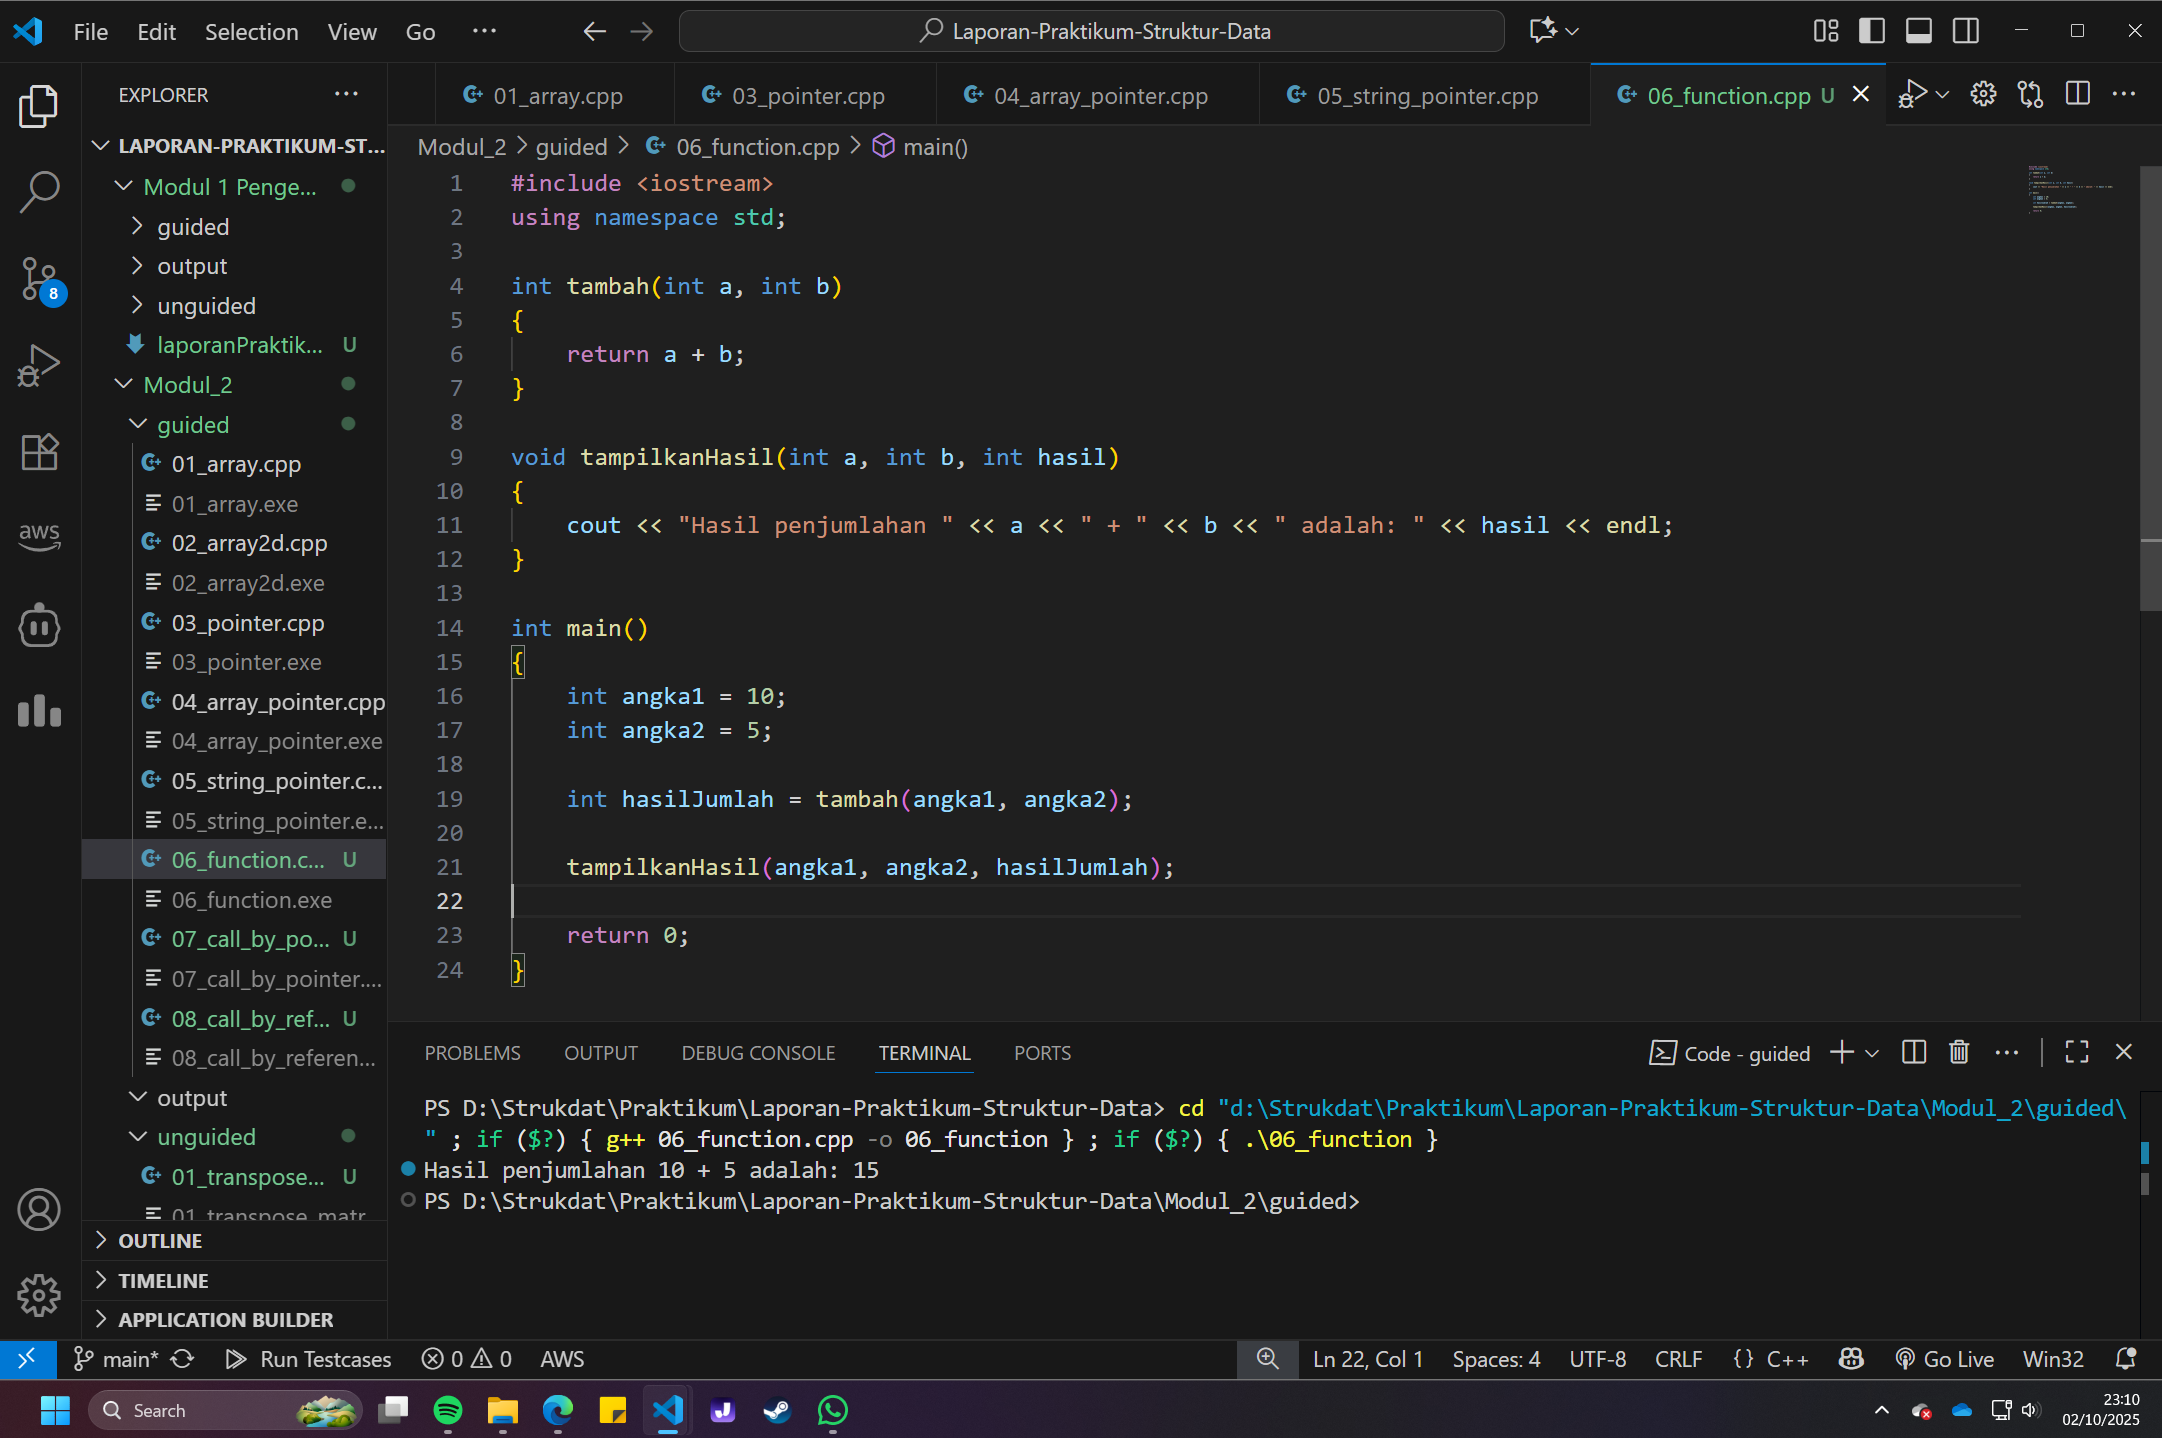 File Edit Selection View Go ··· Laporan-Praktikum-Struktur-Data
EXPLORER ···
LAPORAN-PRAKTIKUM-ST...
Modul 1 Penge...
guided
output
unguided
laporanPraktik... U
Modul_2
guided
01_array.cpp
01_array.exe
02_array2d.cpp
02_array2d.exe
03_pointer.cpp
03_pointer.exe
04_array_pointer.cpp
04_array_pointer.exe
05_string_pointer.c...
05_string_pointer.e...
06_function.c... U
06_function.exe
07_call_by_po... U
07_call_by_pointer....
08_call_by_ref... U
08_call_by_referen...
output
unguided
01_transpose... U
01_transpose_matr
OUTLINE
TIMELINE
APPLICATION BUILDER
8
aws
01_array.cpp 03_pointer.cpp 04_array_pointer.cpp 05_string_pointer.cpp 06_function.cpp U
Modul_2 > guided > 06_function.cpp > main()
1 #include <iostream>
2 using namespace std;
3
4 int tambah(int a, int b)
5 {
6 return a + b;
7 }
8
9 void tampilkanHasil(int a, int b, int hasil)
10 {
11 cout << "Hasil penjumlahan " << a << " + " << b << " adalah: " << hasil << endl;
12 }
13
14 int main()
15 {
16 int angka1 = 10;
17 int angka2 = 5;
18
19 int hasilJumlah = tambah(angka1, angka2);
20
21 tampilkanHasil(angka1, angka2, hasilJumlah);
22
23 return 0;
24 }
PROBLEMS OUTPUT DEBUG CONSOLE TERMINAL PORTS Code - guided
PS D:\Strukdat\Praktikum\Laporan-Praktikum-Struktur-Data> cd "d:\Strukdat\Praktikum\Laporan-Praktikum-Struktur-Data\Modul_2\guided\
" ; if ($?) { g++ 06_function.cpp -o 06_function } ; if ($?) { .\06_function }
Hasil penjumlahan 10 + 5 adalah: 15
PS D:\Strukdat\Praktikum\Laporan-Praktikum-Struktur-Data\Modul_2\guided>
main* Run Testcases 0 0 AWS Ln 22, Col 1 Spaces: 4 UTF-8 CRLF {} C++ Go Live Win32
Search
23:10
02/10/2025